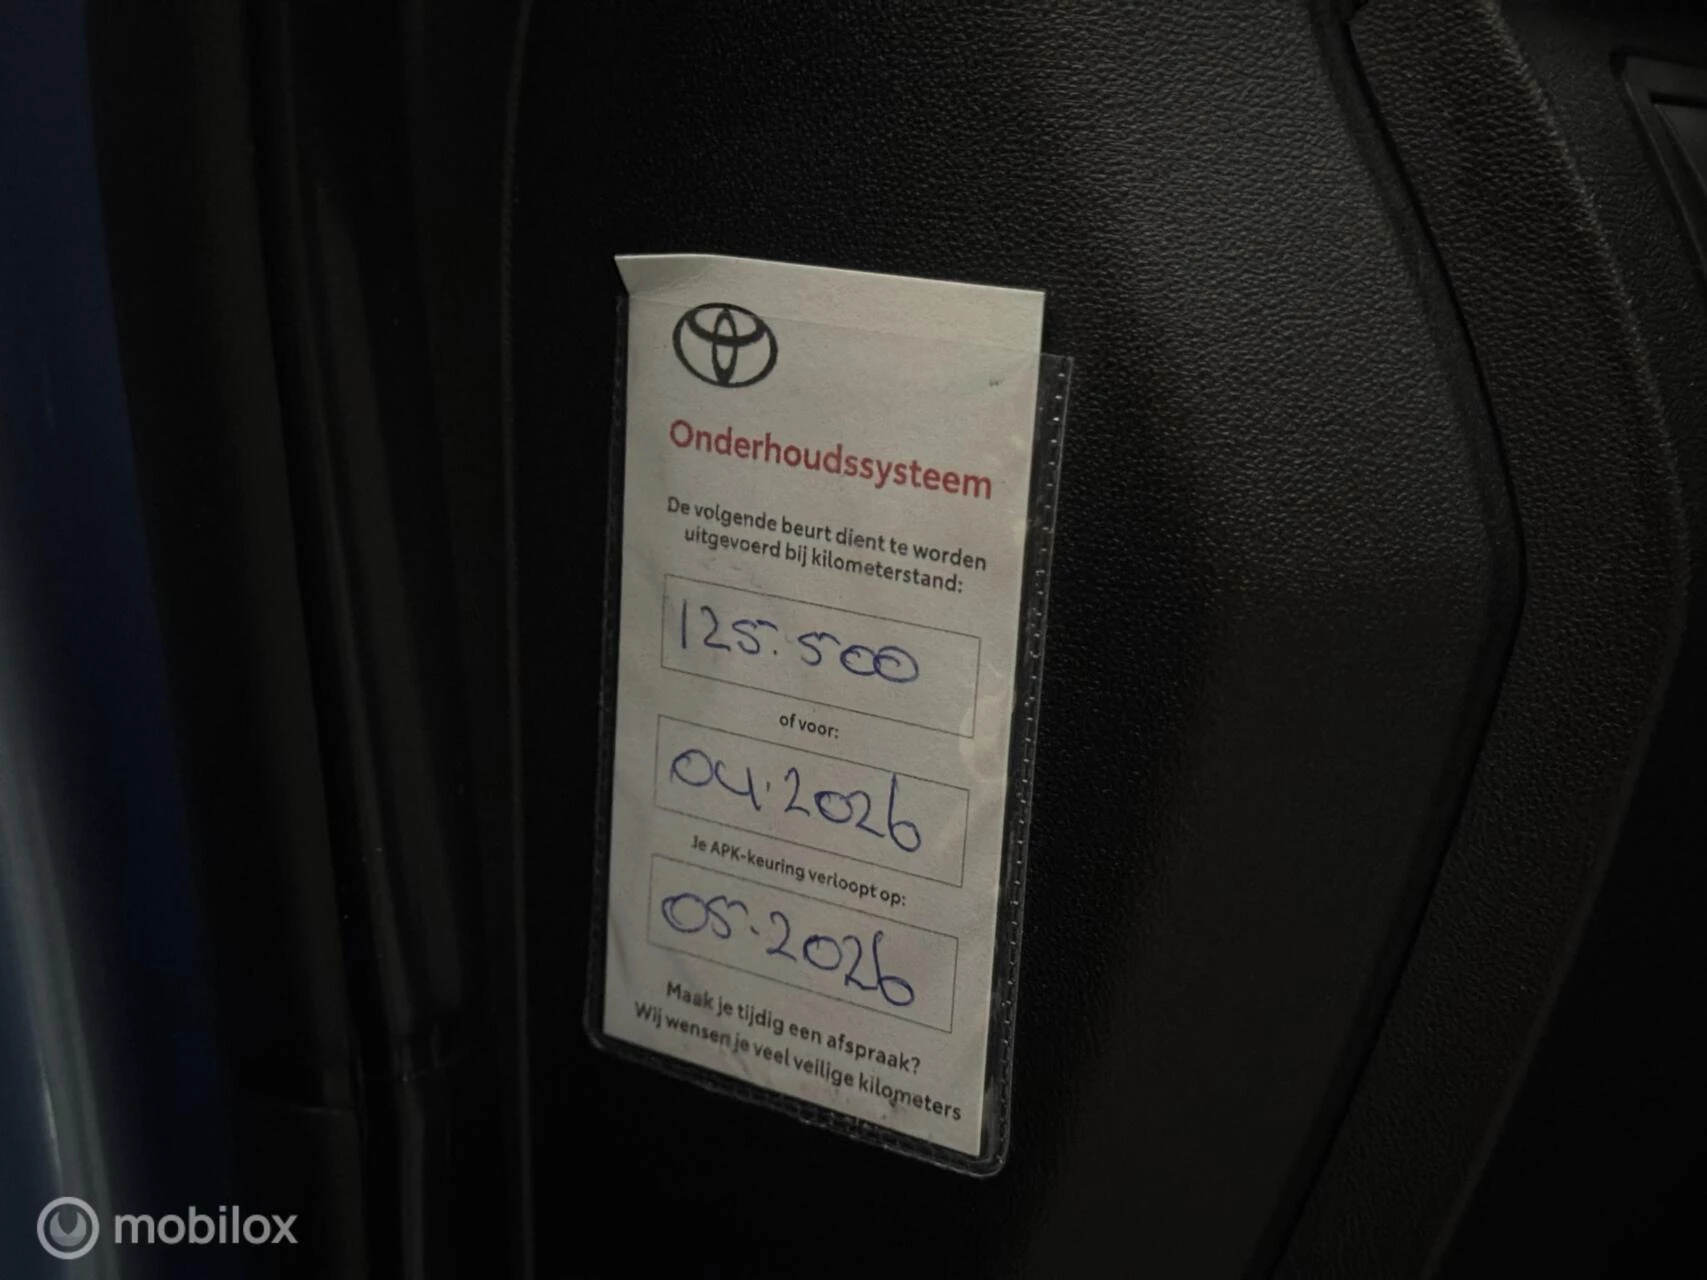 Onderhoudssysteem
De volgende beurt dient te worden
uitgevoerd bij kilometerstand:
125.500
of voor:
04.2026
Je APK-keuring verloopt op:
05-2026
Maak je tijdig een afspraak?
Wij wensen je veel veilige kilometers
mobilox